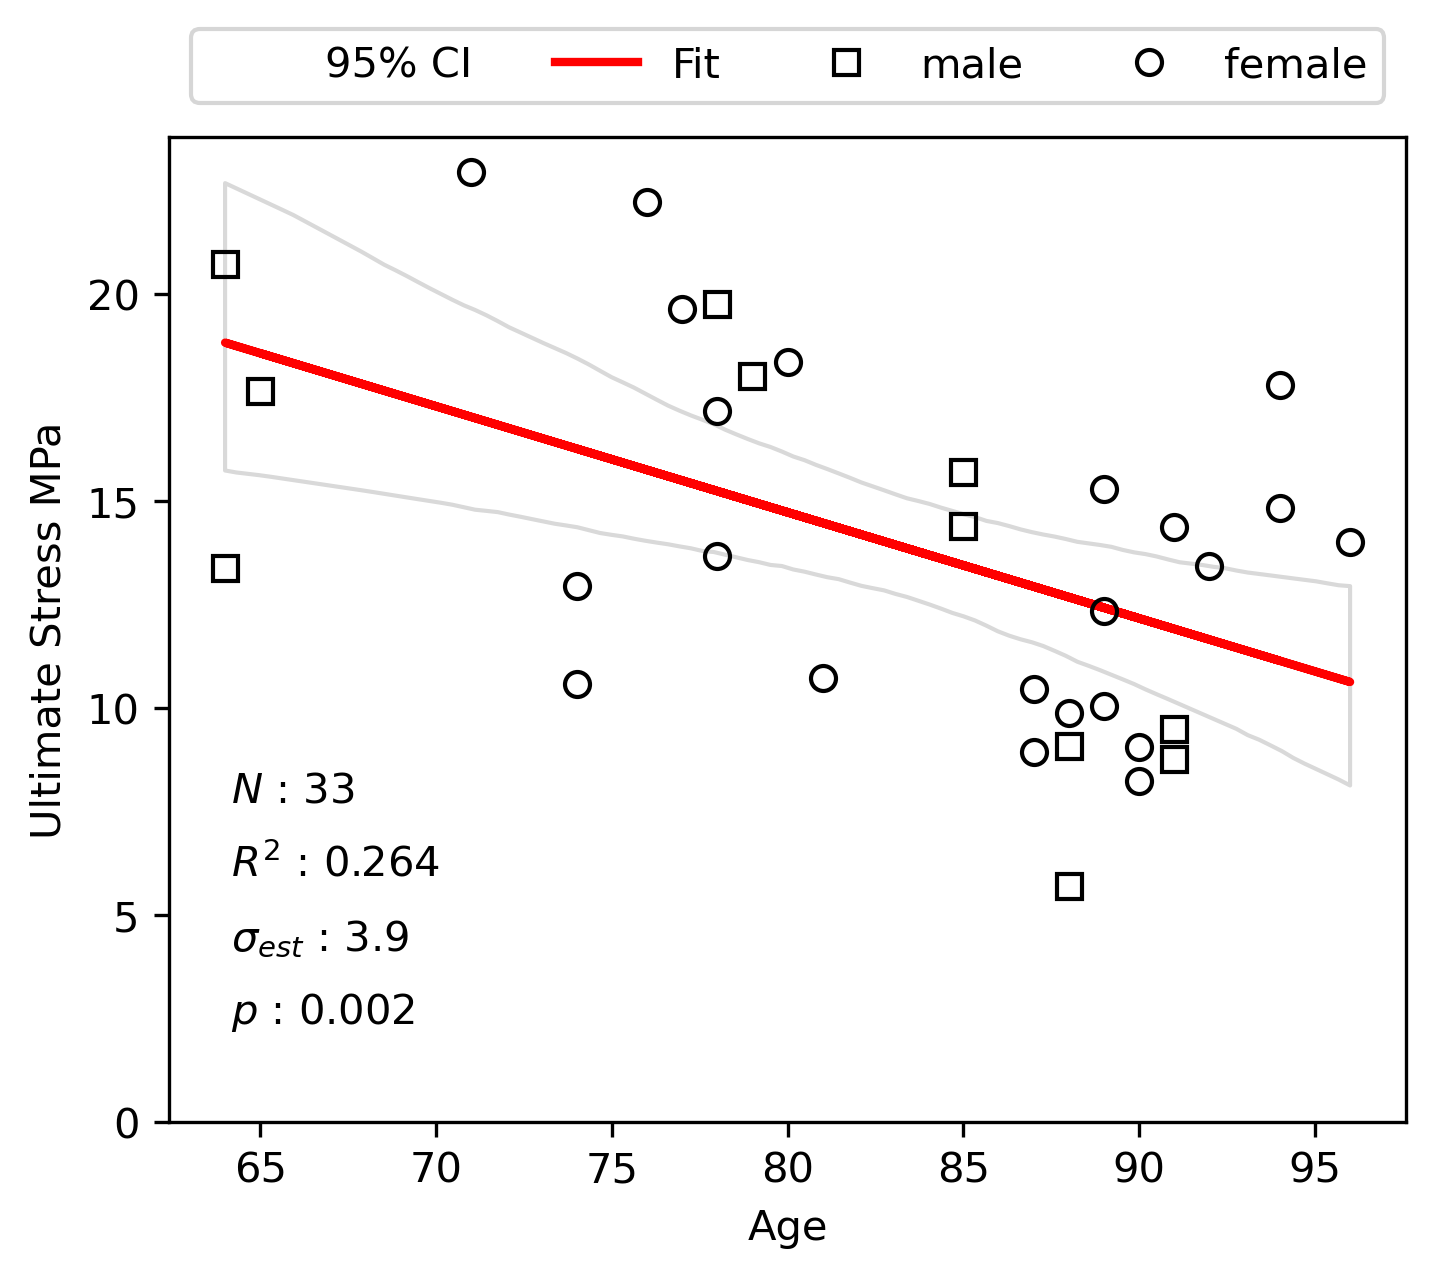 95% CI Fit male female
20
15
10
5
0
Ultimate Stress MPa
N : 33
R² : 0.264
σest : 3.9
p : 0.002
65 70 75 80 85 90 95
Age